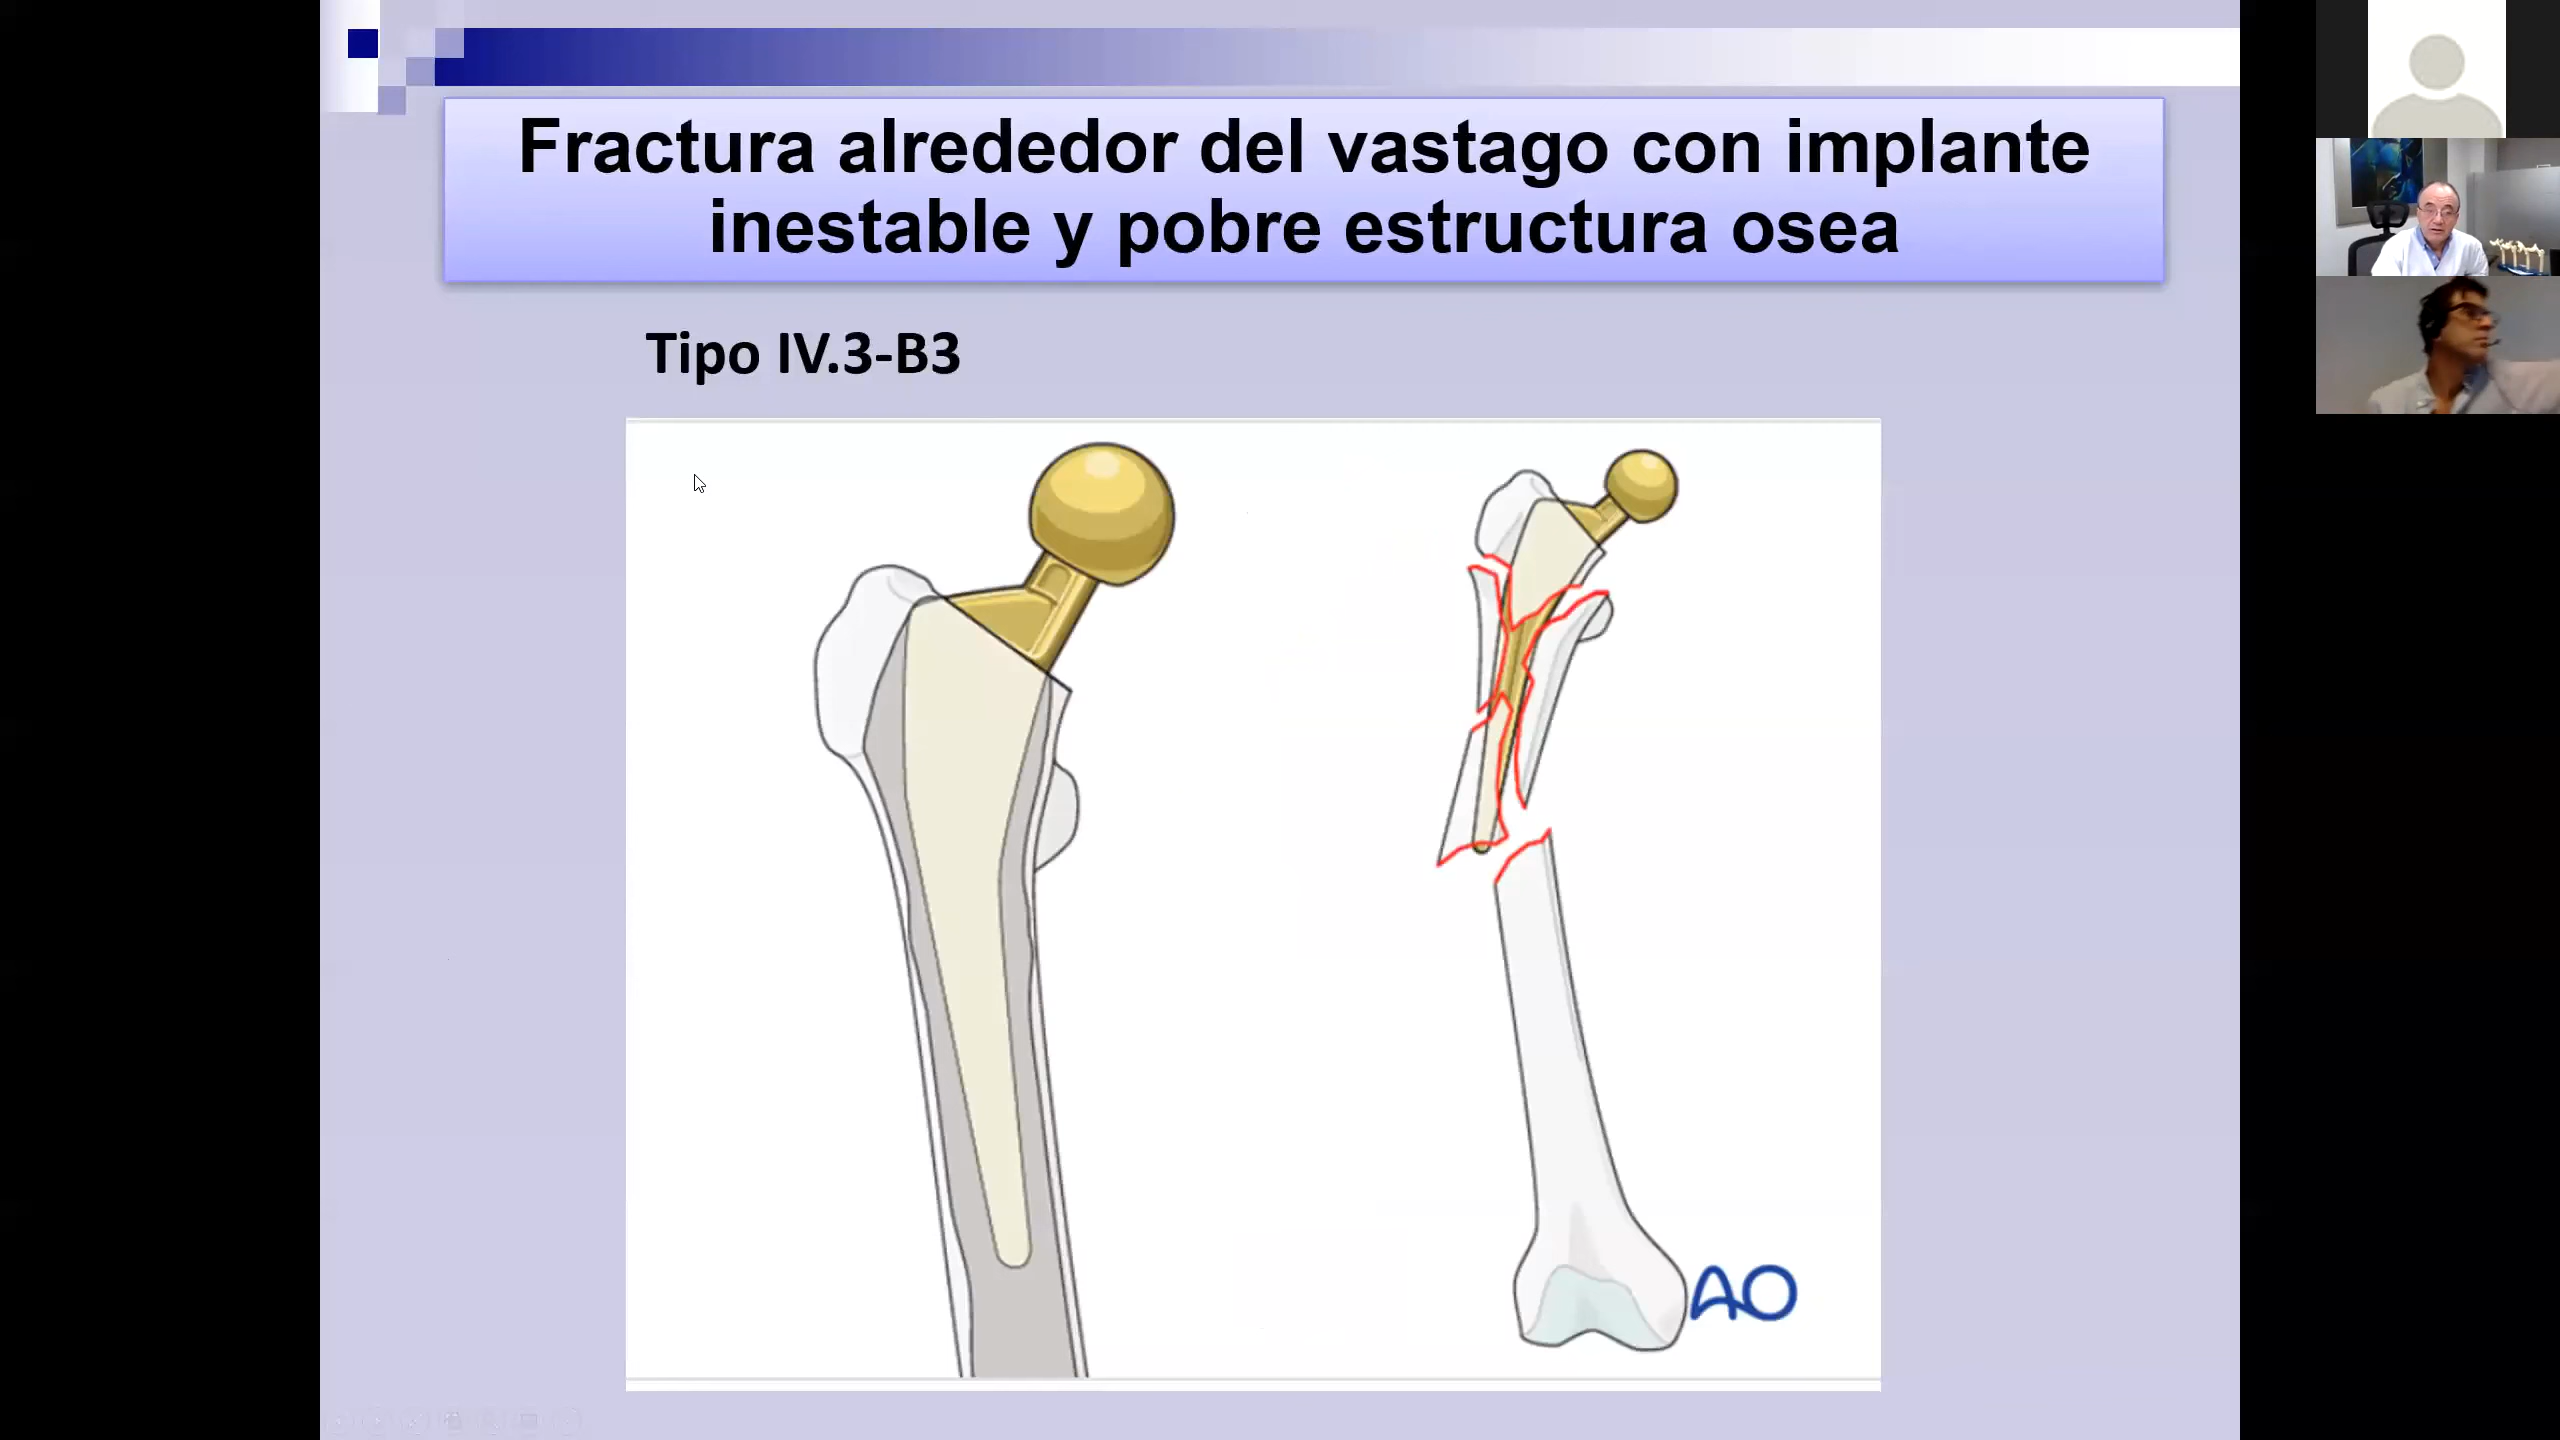 Fractura alrededor del vastago con implante
inestable y pobre estructura osea
Tipo IV.3-B3
AO